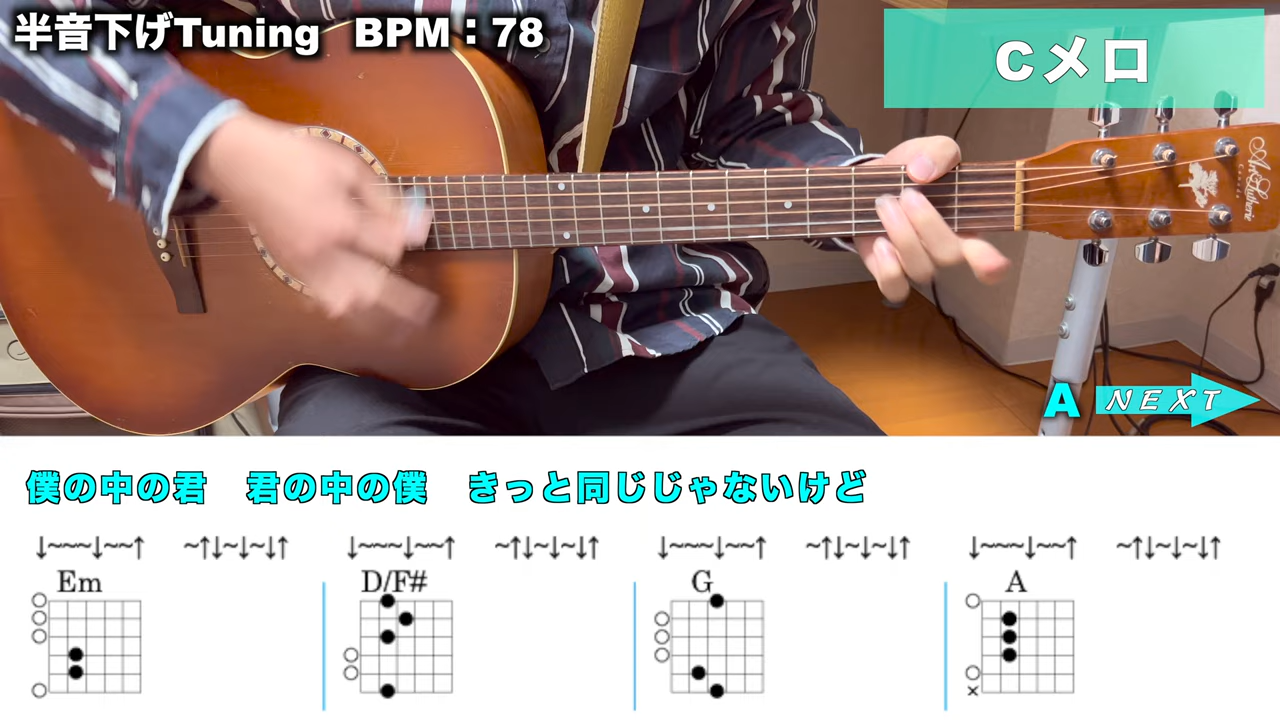 半音下げTuning BPM：78
Cメロ
Art & Lutherie
A NEXT
僕の中の君 君の中の僕 きっと同じじゃないけど
↓~~~↓~~↑ ~↑↓~↓~↓↑ ↓~~~↓~~↑ ~↑↓~↓~↓↑ ↓~~~↓~~↑ ~↑↓~↓~↓↑ ↓~~~↓~~↑ ~↑↓~↓~↓↑
Em D/F# G A
×